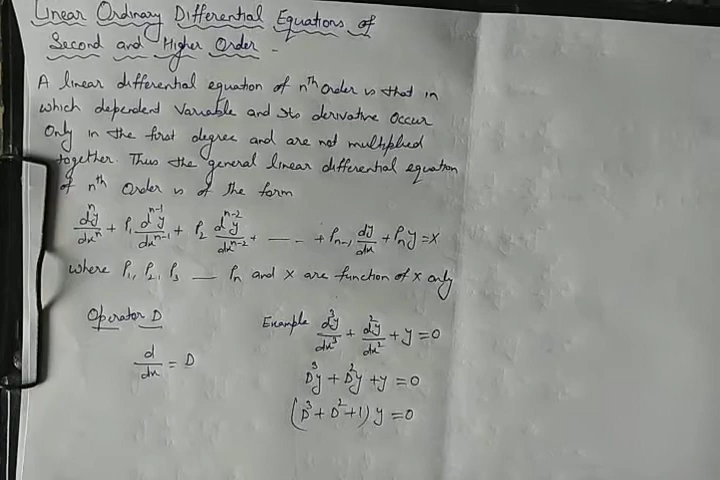 Linear Ordinary Differential Equations of
Second and Higher Order -
A linear differential equation of nth Order is that in
which dependent Variable and its derivative Occur
Only in the first degree and are not multiplied
together. Thus the general linear differential equation
of nth Order is of the form
dⁿy/dxⁿ + P₁ dⁿ⁻¹y/dxⁿ⁻¹ + P₂ dⁿ⁻²y/dxⁿ⁻² + --- + Pₙ₋₁ dy/dx + Pₙy = X
where P₁, P₂, P₃ — Pₙ and X are function of x only
Operator D
d/dx = D
Example d³y/dx³ + d²y/dx² + y = 0
D³y + D²y + y = 0
(D³ + D² + 1) y = 0